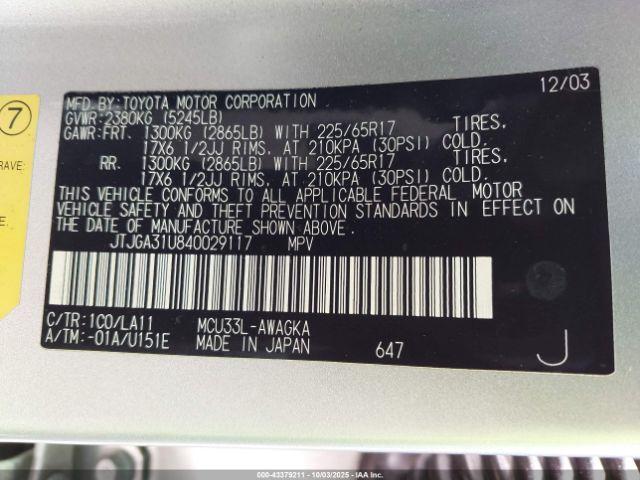 7
RAVE:
MFD.BY:TOYOTA MOTOR CORPORATION 12/03
GVWR:2380KG (5245LB)
GAWR:FRT. 1300KG (2865LB) WITH 225/65R17 TIRES,
17X6 1/2JJ RIMS, AT 210KPA (30PSI) COLD.
RR. 1300KG (2865LB) WITH 225/65R17 TIRES,
17X6 1/2JJ RIMS, AT 210KPA (30PSI) COLD.
THIS VEHICLE CONFORMS TO ALL APPLICABLE FEDERAL MOTOR
VEHICLE SAFETY AND THEFT PREVENTION STANDARDS IN EFFECT ON
THE DATE OF MANUFACTURE SHOWN ABOVE.
JTJGA31U840029117 MPV
C/TR:1C0/LA11 MCU33L-AWAGKA
A/TM:-01A/U151E MADE IN JAPAN 647 J
000-43379211 - 10/03/2025 - IAA Inc.